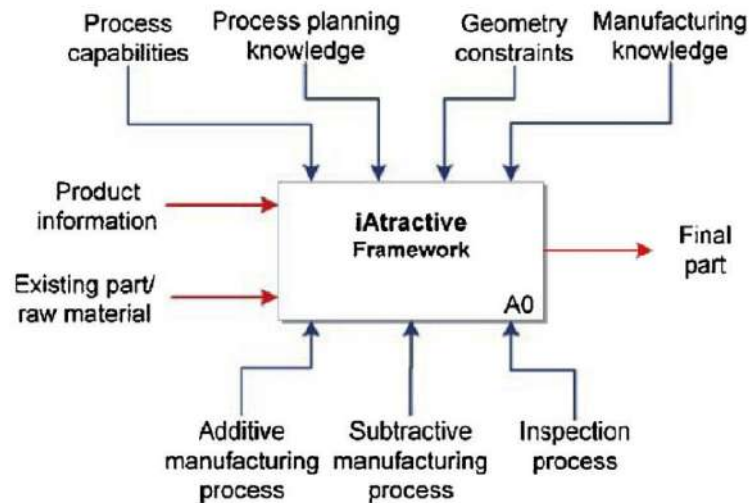 Process
capabilities
Process planning
knowledge
Geometry
constraints
Manufacturing
knowledge
Product
information
Existing part/
raw material
iAtractive
Framework
A0
Final
part
Additive
manufacturing
process
Subtractive
manufacturing
process
Inspection
process